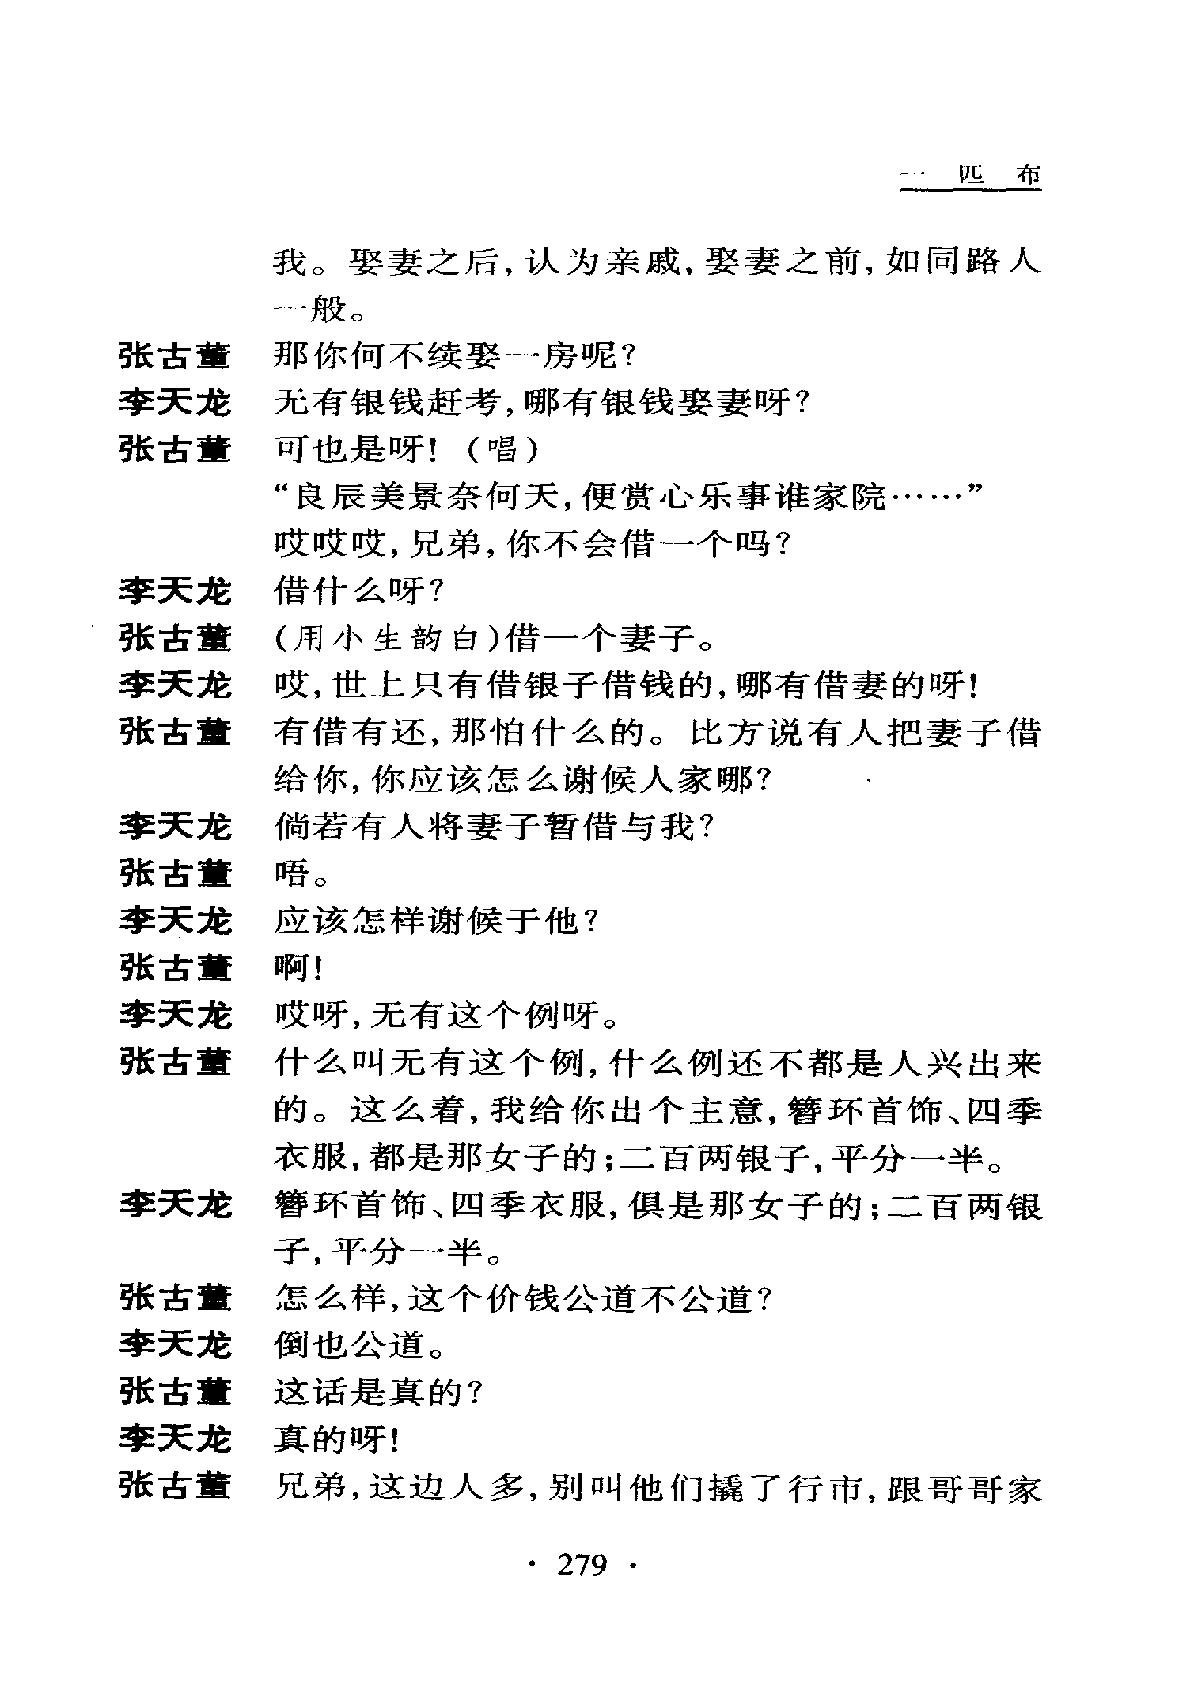 一匹布
我。娶妻之后,认为亲戚,娶妻之前,如同路人
一般。
张古董 那你何不续娶一房呢?
李天龙 无有银钱赶考,哪有银钱娶妻呀?
张古董 可也是呀!(唱)
“良辰美景奈何天,便赏心乐事谁家院……”
哎哎哎,兄弟,你不会借一个吗?
李天龙 借什么呀?
张古董 (用小生韵白)借一个妻子。
李天龙 哎,世上只有借银子借钱的,哪有借妻的呀!
张古董 有借有还,那怕什么的。比方说有人把妻子借
给你,你应该怎么谢候人家哪?
李天龙 倘若有人将妻子暂借与我?
张古董 唔。
李天龙 应该怎样谢候于他?
张古董 啊!
李天龙 哎呀,无有这个例呀。
张古董 什么叫无有这个例,什么例还不都是人兴出来
的。这么着,我给你出个主意,簪环首饰、四季
衣服,都是那女子的;二百两银子,平分一半。
李天龙 簪环首饰、四季衣服,俱是那女子的;二百两银
子,平分一半。
张古董 怎么样,这个价钱公道不公道?
李天龙 倒也公道。
张古董 这话是真的?
李天龙 真的呀!
张古董 兄弟,这边人多,别叫他们撬了行市,跟哥哥家
· 279 ·